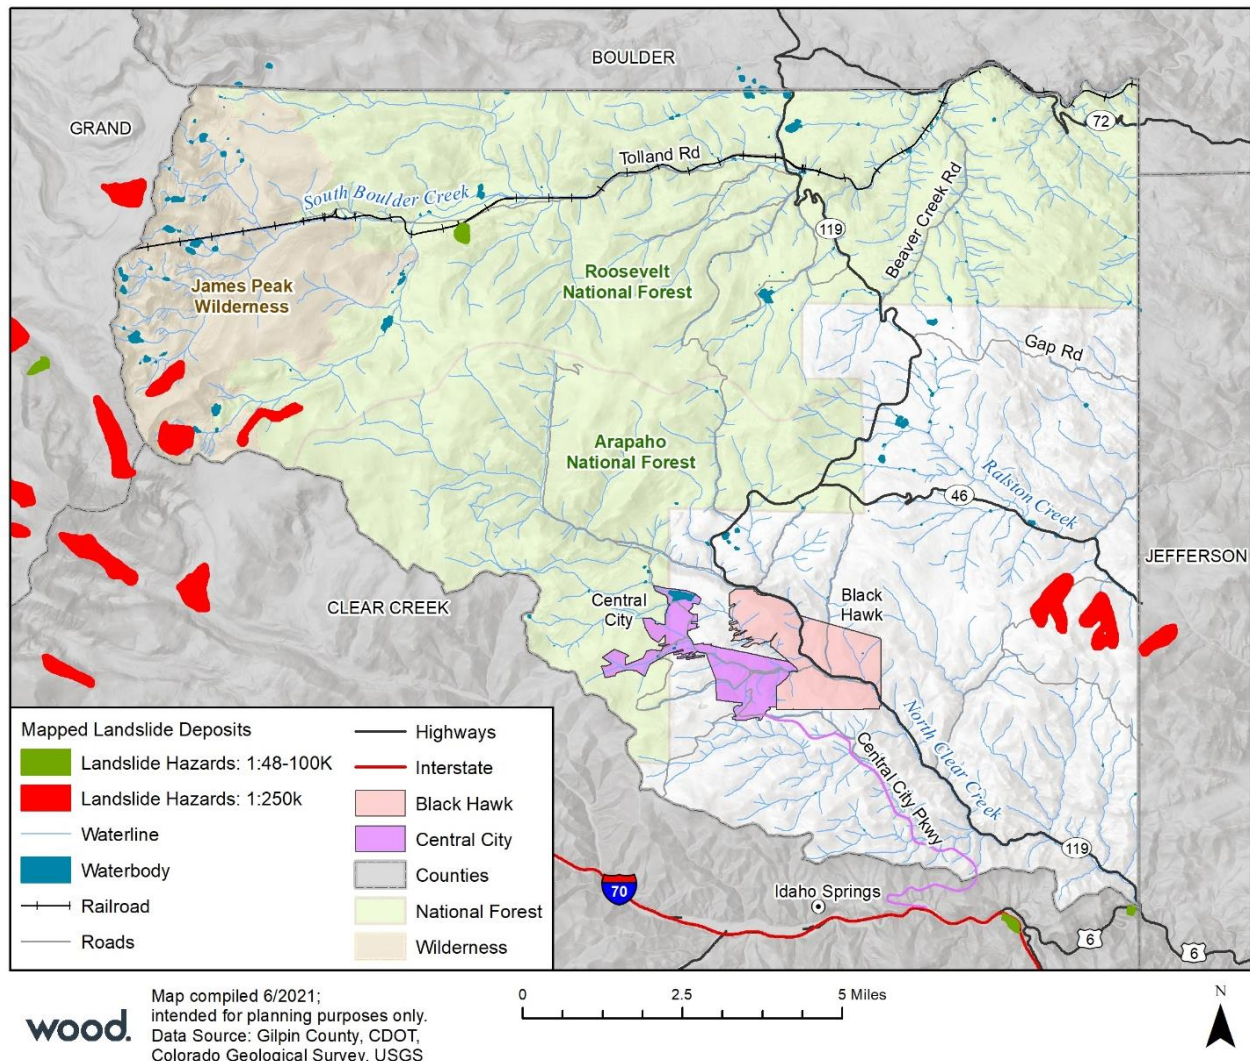 BOULDER
GRAND
72
Tolland Rd
South Boulder Creek
Beaver Creek Rd
119
James Peak
Wilderness
Roosevelt
National Forest
Gap Rd
Arapaho
National Forest
Ralston Creek
46
JEFFERSON
CLEAR CREEK
Central
City
Black
Hawk
North Clear Creek
Central City Pkwy
119
Idaho Springs
70
6
6
Mapped Landslide Deposits
Landslide Hazards: 1:48-100K
Landslide Hazards: 1:250k
Waterline
Waterbody
Railroad
Roads
Highways
Interstate
Black Hawk
Central City
Counties
National Forest
Wilderness
wood.
Map compiled 6/2021;
intended for planning purposes only.
Data Source: Gilpin County, CDOT,
Colorado Geological Survey, USGS
0 2.5 5 Miles
N